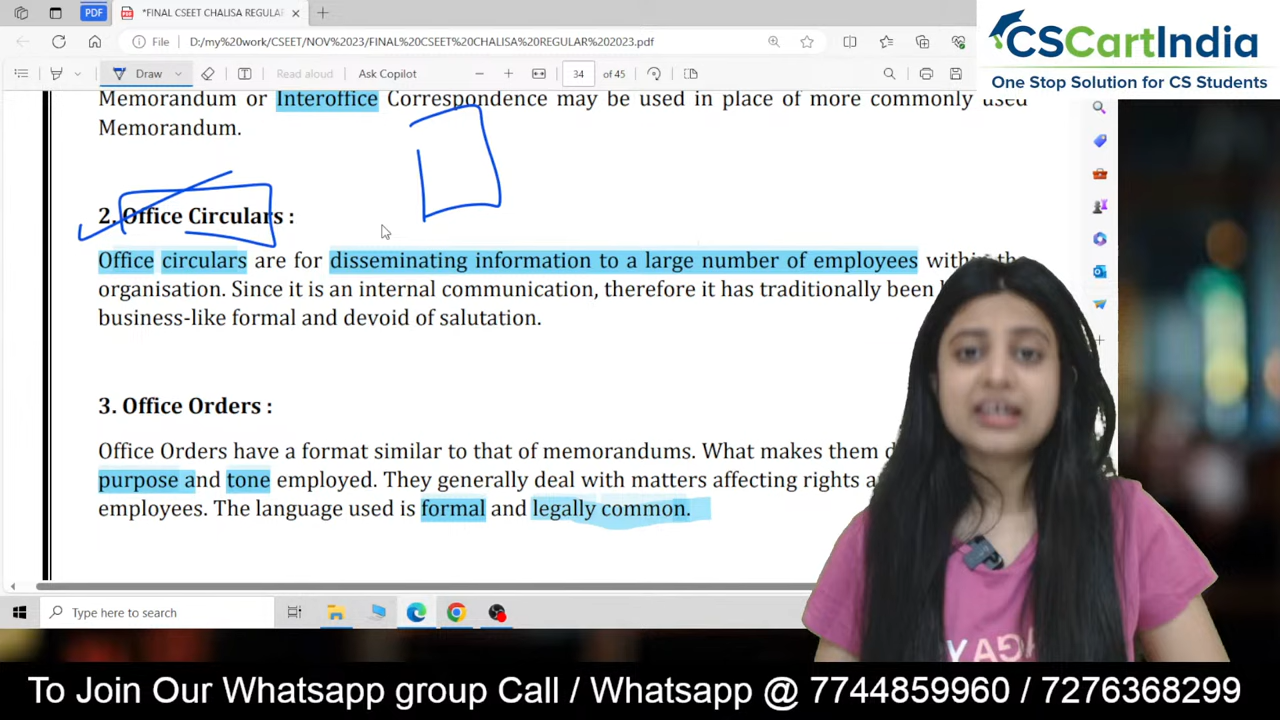 PDF
*FINAL CSEET CHALISA REGULAR
File
D:/my%20work/CSEET/NOV%2023/FINAL%20CSEET%20CHALISA%20REGULAR%202023.pdf
Draw
Read aloud
Ask Copilot
34 of 45
CSCartIndia
One Stop Solution for CS Students
Memorandum or Interoffice Correspondence may be used in place of more commonly used
Memorandum.
2. Office Circulars :
Office circulars are for disseminating information to a large number of employees within the
organisation. Since it is an internal communication, therefore it has traditionally been
business-like formal and devoid of salutation.
3. Office Orders :
Office Orders have a format similar to that of memorandums. What makes them
purpose and tone employed. They generally deal with matters affecting rights
employees. The language used is formal and legally common.
Type here to search
To Join Our Whatsapp group Call / Whatsapp @ 7744859960 / 7276368299